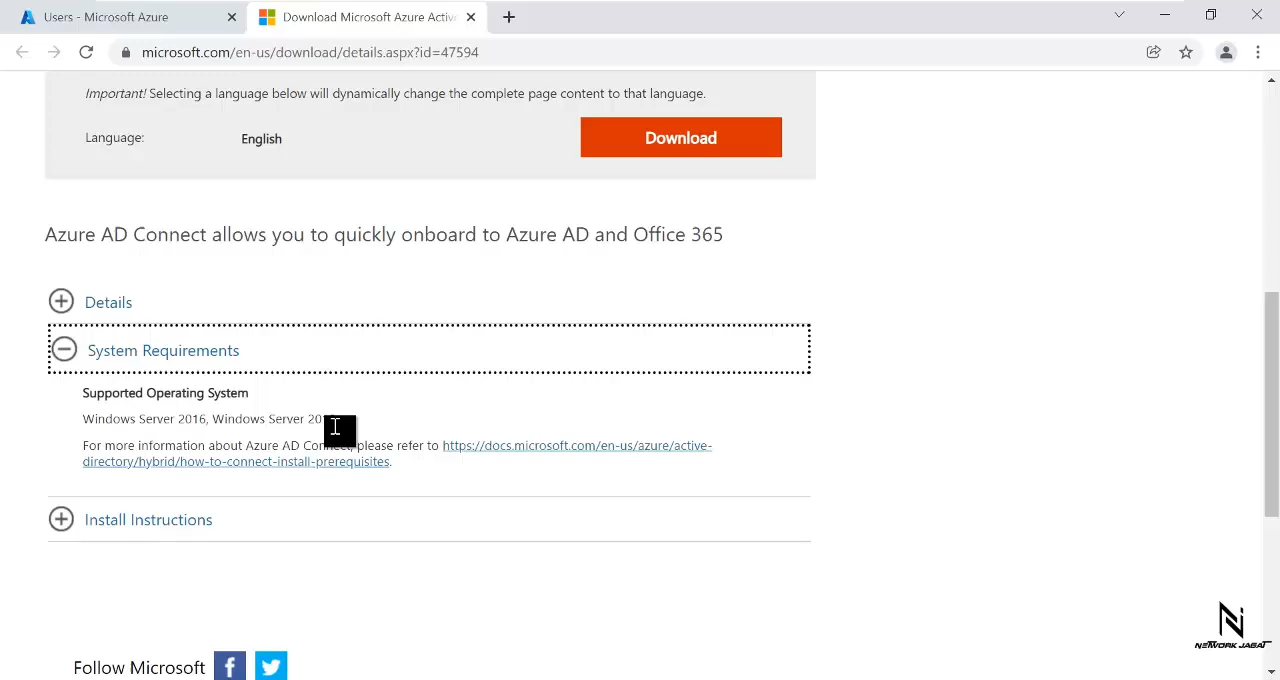 Users - Microsoft Azure
Download Microsoft Azure Active
microsoft.com/en-us/download/details.aspx?id=47594
Important! Selecting a language below will dynamically change the complete page content to that language.
Language: English Download
Azure AD Connect allows you to quickly onboard to Azure AD and Office 365
Details
System Requirements
Supported Operating System
Windows Server 2016, Windows Server
For more information about Azure AD please refer to https://docs.microsoft.com/en-us/azure/active-
directory/hybrid/how-to-connect-install-prerequisites.
Install Instructions
Follow Microsoft
NETWORK JAGAT